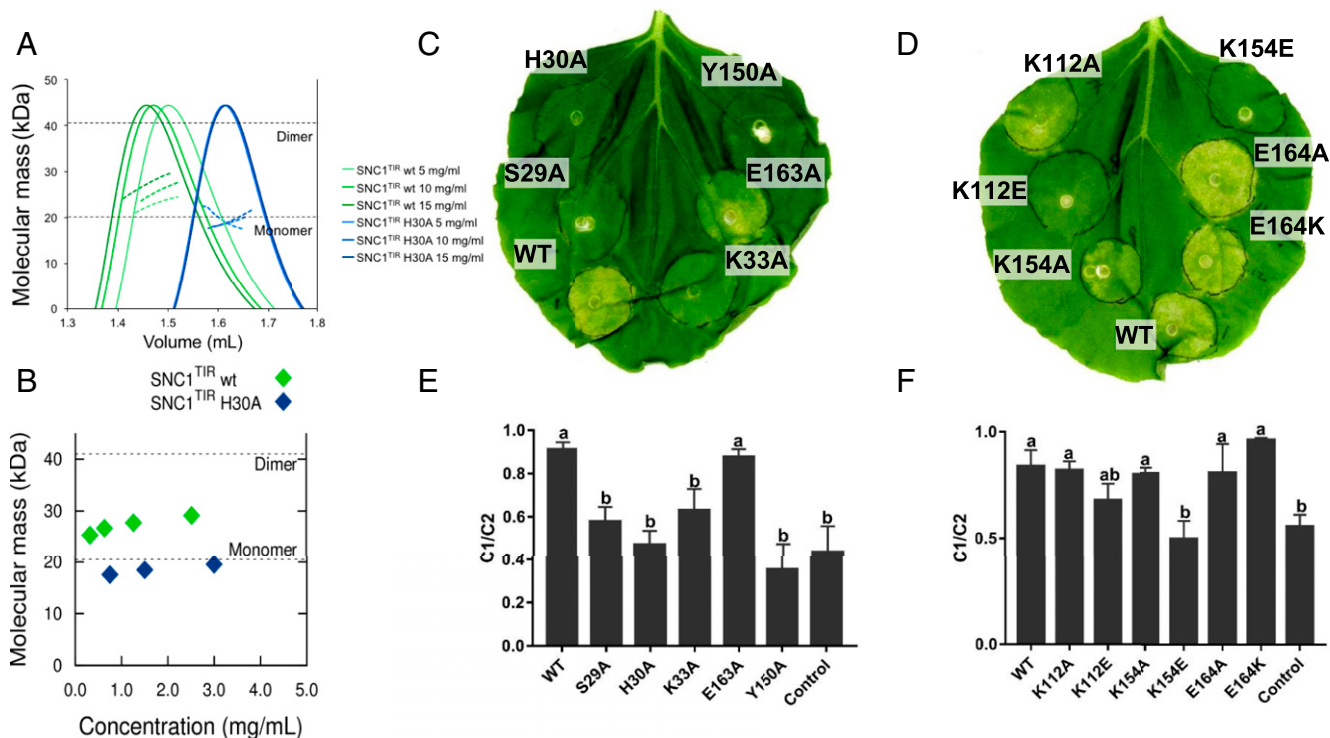 A
Molecular mass (kDa)
50
40
30
20
10
0
Dimer
Monomer
1.3 1.4 1.5 1.6 1.7 1.8
Volume (mL)
SNC1TIR wt 5 mg/ml
SNC1TIR wt 10 mg/ml
SNC1TIR wt 15 mg/ml
SNC1TIR H30A 5 mg/ml
SNC1TIR H30A 10 mg/ml
SNC1TIR H30A 15 mg/ml
B
SNC1TIR wt
SNC1TIR H30A
Molecular mass (kDa)
40
30
20
10
0
Dimer
Monomer
0.0 1.0 2.0 3.0 4.0 5.0
Concentration (mg/mL)
C
H30A
Y150A
S29A
E163A
WT
K33A
D
K112A
K154E
E164A
K112E
E164K
K154A
WT
E
C1/C2
1.0
0.8
0.6
0.4
0.2
0.0
a b b b a b b
WT S29A H30A K33A E163A Y150A Control
F
C1/C2
1.0
0.5
0.0
a a ab a b a a b
WT K112A K112E K154A K154E E164A E164K Control